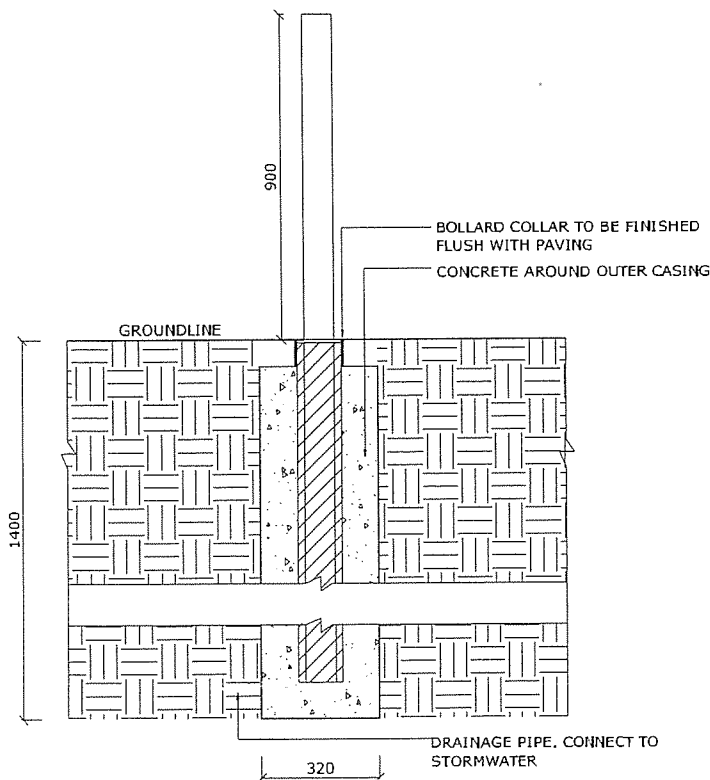 900
BOLLARD COLLAR TO BE FINISHED
FLUSH WITH PAVING
CONCRETE AROUND OUTER CASING
GROUNDLINE
1400
DRAINAGE PIPE. CONNECT TO
STORMWATER
320